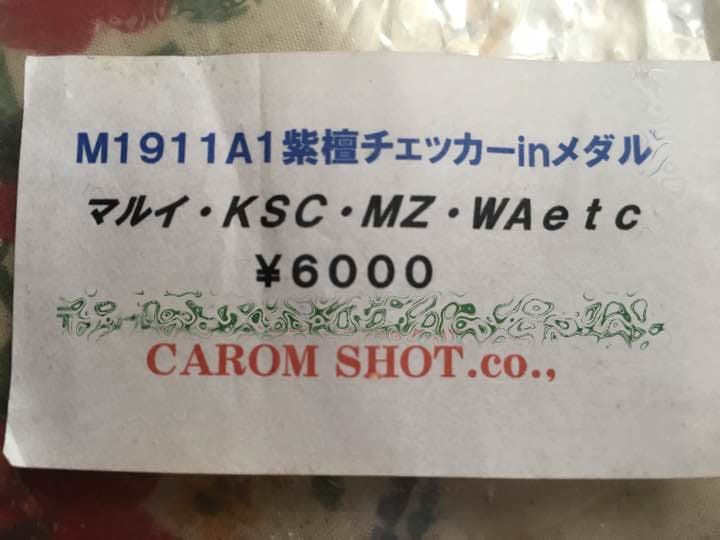 M1911A1紫檀チェッカーinメダル
マルイ・KSC・MZ・WAetc
¥6000
CAROM SHOT.co.,